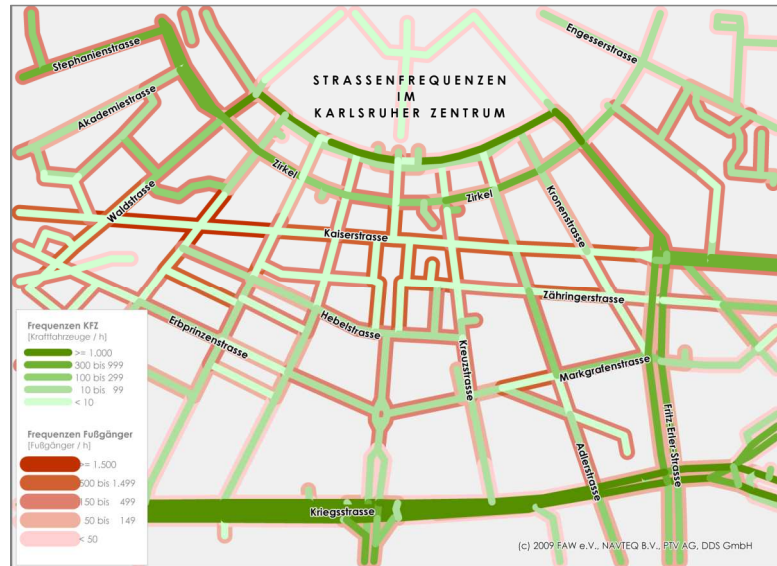 STRASSENFREQUENZEN
IM
KARLSRUHER ZENTRUM
Stephanienstrasse
Engesserstrasse
Akademiestrasse
Zirkel
Zirkel
Kronenstrasse
Waldstrasse
Kaiserstrasse
Zähringerstrasse
Hebelstrasse
Erbprinzenstrasse
Kreuzstrasse
Markgrafenstrasse
Fritz-Erler-Strasse
Adlerstrasse
Kriegsstrasse
Frequenzen KFZ
[Kraftfahrzeuge / h]
>= 1.000
300 bis 999
100 bis 299
10 bis 99
< 10
Frequenzen Fußgänger
[Fußgänger / h]
>= 1.500
500 bis 1.499
150 bis 499
50 bis 149
< 50
(c) 2009 FAW e.V., NAVTEQ B.V., PTV AG, DDS GmbH